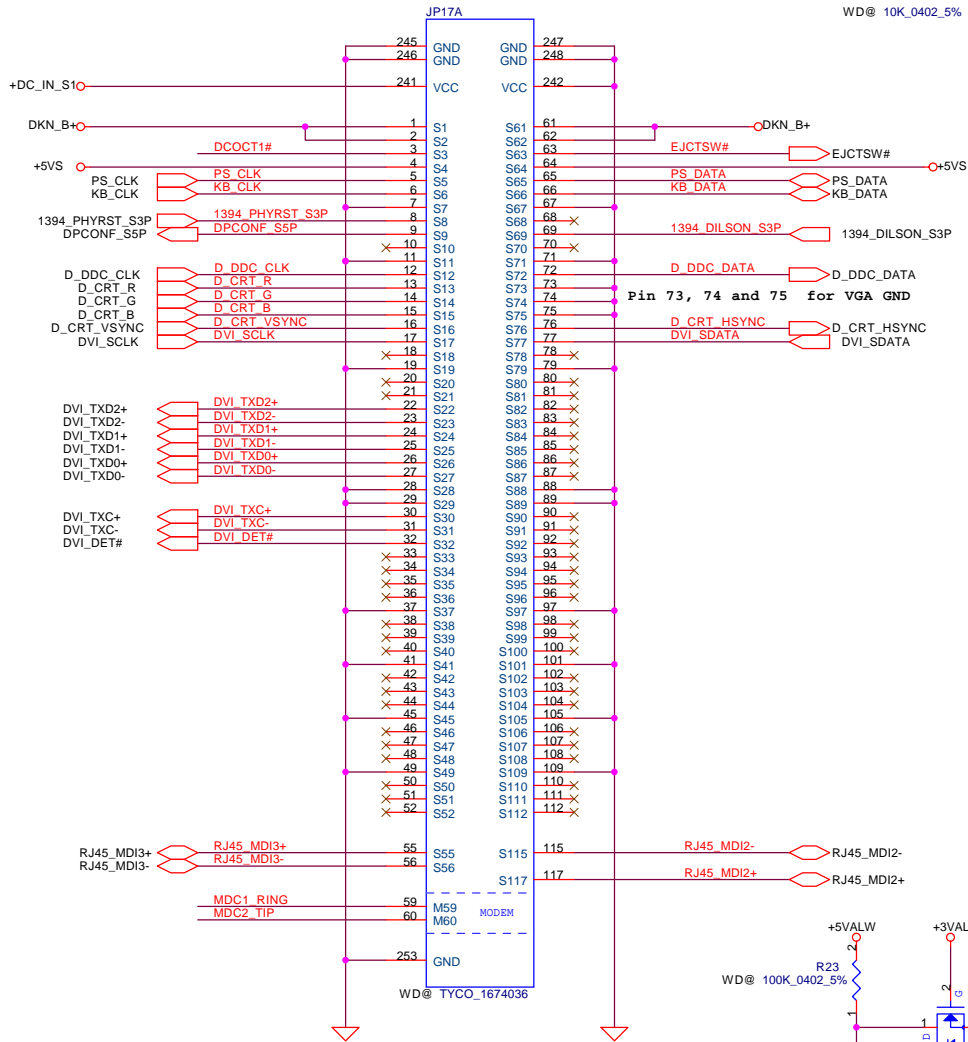 JP17A
WD@ 10K_0402_5%
245 GND GND 247
246 GND GND 248
+DC_IN_S1 241 VCC VCC 242
DKN_B+ 1 S1 S61 61 DKN_B+
2 S2 S62 62
DCOCT1# 3 S3 S63 63 EJCTSW# EJCTSW#
+5VS 4 S4 S64 64 +5VS
PS_CLK PS_CLK 5 S5 S65 65 PS_DATA PS_DATA
KB_CLK KB_CLK 6 S6 S66 66 KB_DATA KB_DATA
7 S7 S67 67
1394_PHYRST_S3P 1394_PHYRST_S3P 8 S8 S68 68
DPCONF_S5P DPCONF_S5P 9 S9 S69 69 1394_DILSON_S3P 1394_DILSON_S3P
10 S10 S70 70
11 S11 S71 71
D_DDC_CLK D_DDC_CLK 12 S12 S72 72 D_DDC_DATA D_DDC_DATA
D_CRT_R D_CRT_R 13 S13 S73 73
D_CRT_G D_CRT_G 14 S14 S74 74 Pin 73, 74 and 75 for VGA GND
D_CRT_B D_CRT_B 15 S15 S75 75
D_CRT_VSYNC D_CRT_VSYNC 16 S16 S76 76 D_CRT_HSYNC D_CRT_HSYNC
DVI_SCLK DVI_SCLK 17 S17 S77 77 DVI_SDATA DVI_SDATA
18 S18 S78 78
19 S19 S79 79
20 S20 S80 80
21 S21 S81 81
DVI_TXD2+ DVI_TXD2+ 22 S22 S82 82
DVI_TXD2- DVI_TXD2- 23 S23 S83 83
DVI_TXD1+ DVI_TXD1+ 24 S24 S84 84
DVI_TXD1- DVI_TXD1- 25 S25 S85 85
DVI_TXD0+ DVI_TXD0+ 26 S26 S86 86
DVI_TXD0- DVI_TXD0- 27 S27 S87 87
28 S28 S88 88
29 S29 S89 89
DVI_TXC+ DVI_TXC+ 30 S30 S90 90
DVI_TXC- DVI_TXC- 31 S31 S91 91
DVI_DET# DVI_DET# 32 S32 S92 92
33 S33 S93 93
34 S34 S94 94
35 S35 S95 95
36 S36 S96 96
37 S37 S97 97
38 S38 S98 98
39 S39 S99 99
40 S40 S100 100
41 S41 S101 101
42 S42 S102 102
43 S43 S103 103
44 S44 S104 104
45 S45 S105 105
46 S46 S106 106
47 S47 S107 107
48 S48 S108 108
49 S49 S109 109
50 S50 S110 110
51 S51 S111 111
52 S52 S112 112
RJ45_MDI3+ RJ45_MDI3+ 55 S55 S115 115 RJ45_MDI2- RJ45_MDI2-
RJ45_MDI3- RJ45_MDI3- 56 S56
S117 117 RJ45_MDI2+ RJ45_MDI2+
MDC1_RING 59 M59 MODEM
MDC2_TIP 60 M60
253 GND
WD@ TYCO_1674036
+5VALW +3VAL
2
R23
WD@ 100K_0402_5%
1
2 G
1 D